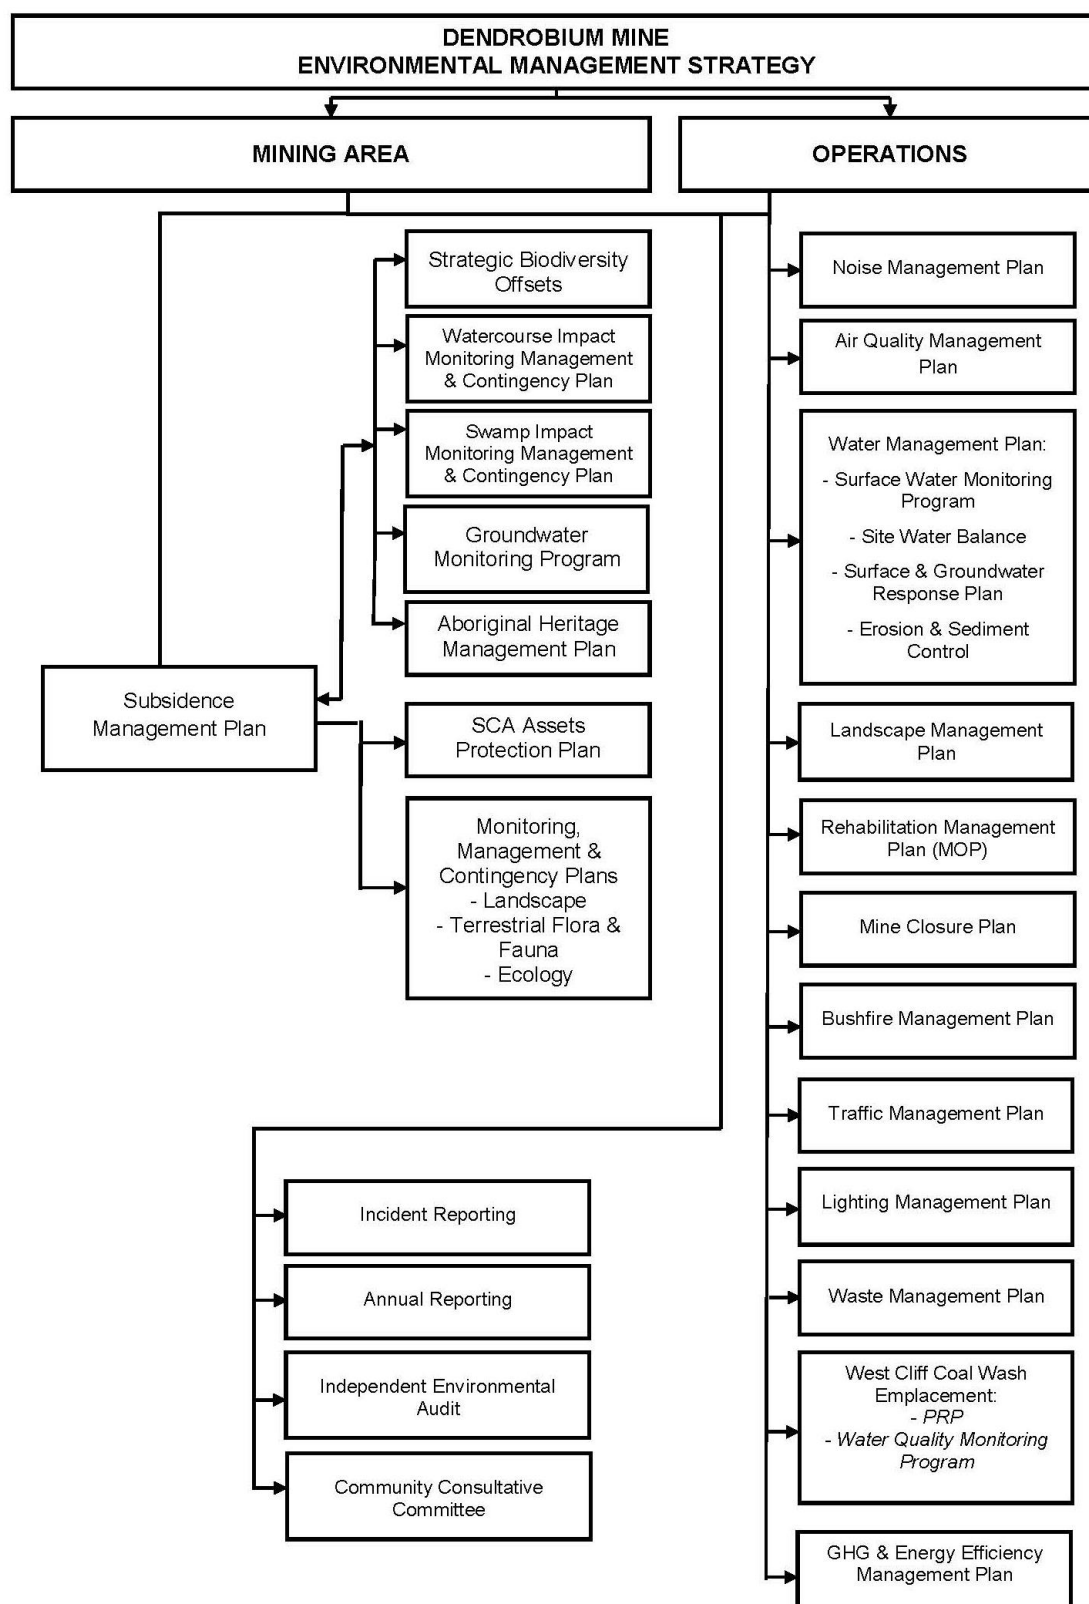 DENDROBIUM MINE
ENVIRONMENTAL MANAGEMENT STRATEGY
MINING AREA
OPERATIONS
Strategic Biodiversity
Offsets
Watercourse Impact
Monitoring Management
& Contingency Plan
Swamp Impact
Monitoring Management
& Contingency Plan
Groundwater
Monitoring Program
Aboriginal Heritage
Management Plan
Subsidence
Management Plan
SCA Assets
Protection Plan
Monitoring,
Management &
Contingency Plans
- Landscape
- Terrestrial Flora &
Fauna
- Ecology
Incident Reporting
Annual Reporting
Independent Environmental
Audit
Community Consultative
Committee
Noise Management Plan
Air Quality Management
Plan
Water Management Plan:
- Surface Water Monitoring
Program
- Site Water Balance
- Surface & Groundwater
Response Plan
- Erosion & Sediment
Control
Landscape Management
Plan
Rehabilitation Management
Plan (MOP)
Mine Closure Plan
Bushfire Management Plan
Traffic Management Plan
Lighting Management Plan
Waste Management Plan
West Cliff Coal Wash
Emplacement:
- PRP
- Water Quality Monitoring
Program
GHG & Energy Efficiency
Management Plan